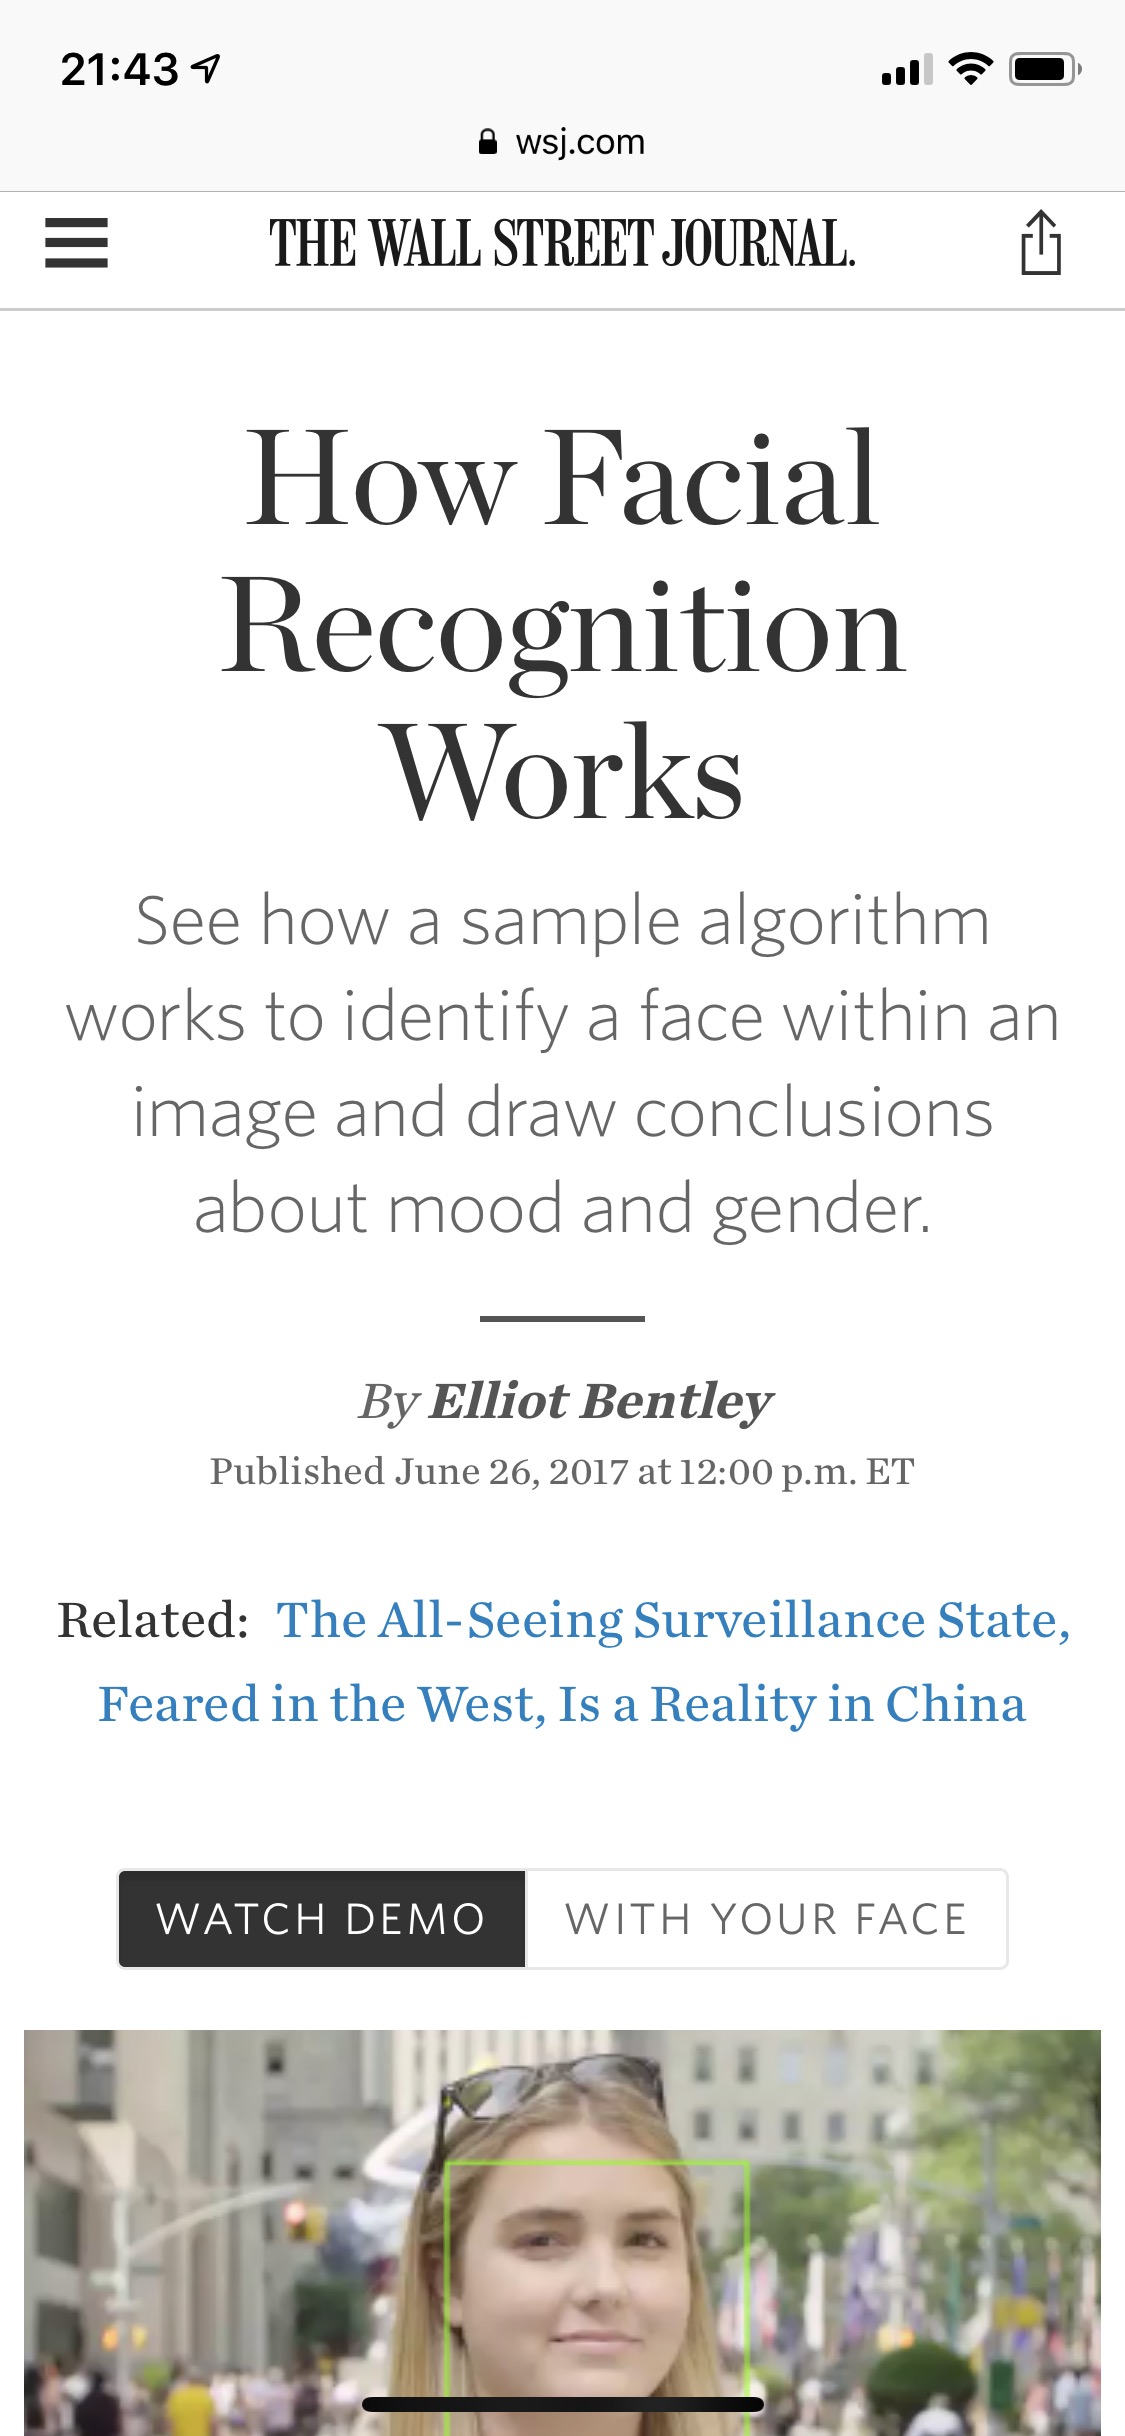 21:43
wsj.com
THE WALL STREET JOURNAL.
How Facial
Recognition
Works
See how a sample algorithm
works to identify a face within an
image and draw conclusions
about mood and gender.
By Elliot Bentley
Published June 26, 2017 at 12:00 p.m. ET
Related: The All-Seeing Surveillance State,
Feared in the West, Is a Reality in China
WATCH DEMO
WITH YOUR FACE